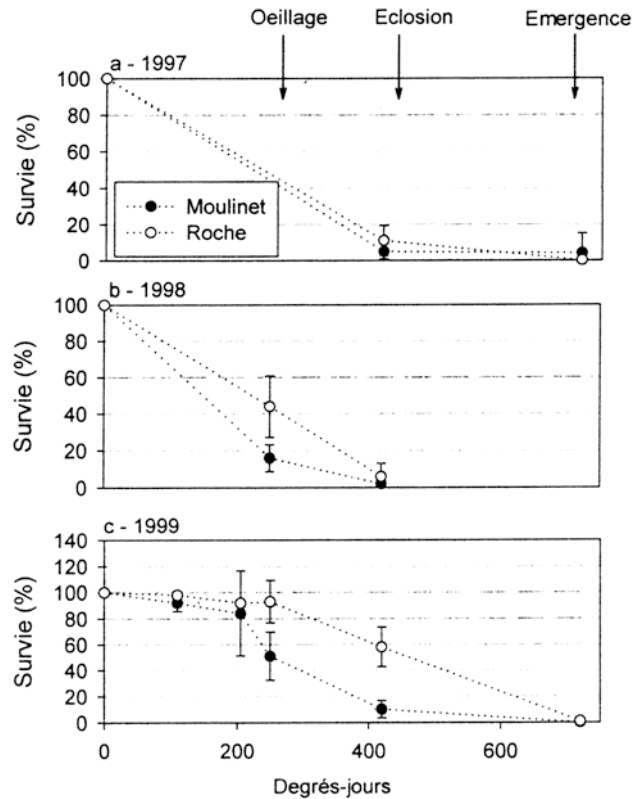 Oeillage Eclosion Emergence
a - 1997
100
80
60
40
20
0
Survie (%)
Moulinet
Roche
b - 1998
100
80
60
40
20
0
Survie (%)
c - 1999
140
120
100
80
60
40
20
0
Survie (%)
0 200 400 600
Degrés-jours